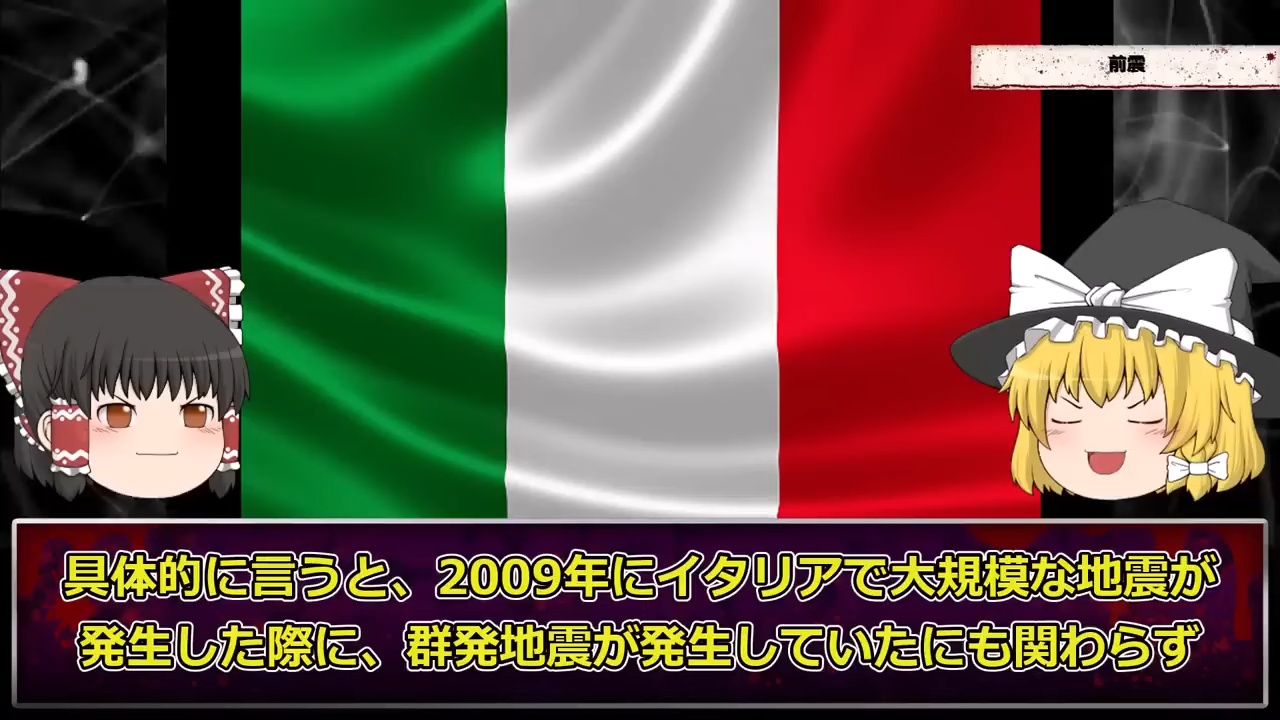 前震
具体的に言うと、2009年にイタリアで大規模な地震が
発生した際に、群発地震が発生していたにも関わらず